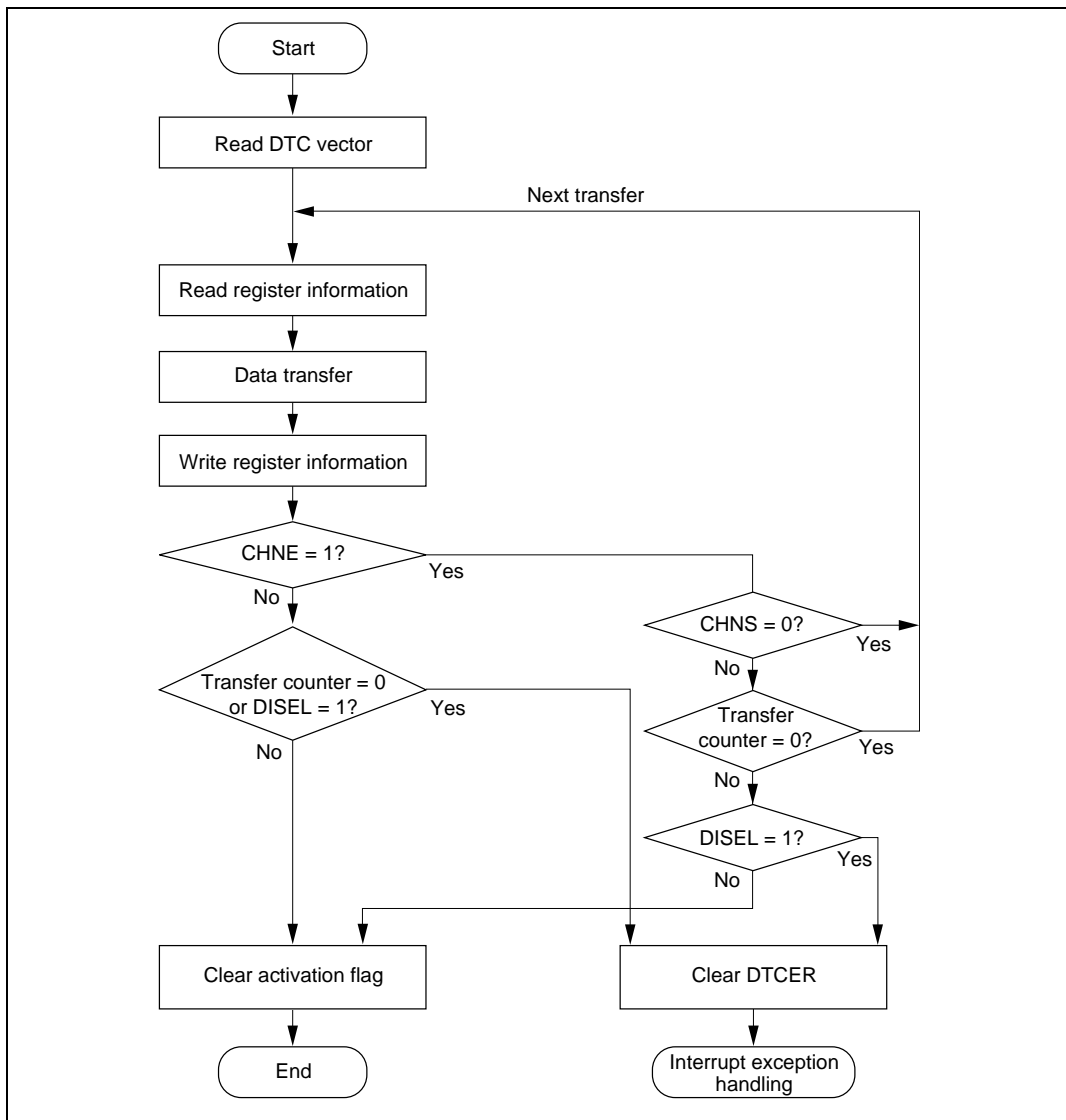 Start
Read DTC vector
Next transfer
Read register information
Data transfer
Write register information
CHNE = 1?
Yes
No
CHNS = 0?
Yes
No
Transfer counter = 0
or DISEL = 1?
Yes
No
Transfer
counter = 0?
Yes
No
DISEL = 1?
Yes
No
Clear activation flag
Clear DTCER
End
Interrupt exception
handling